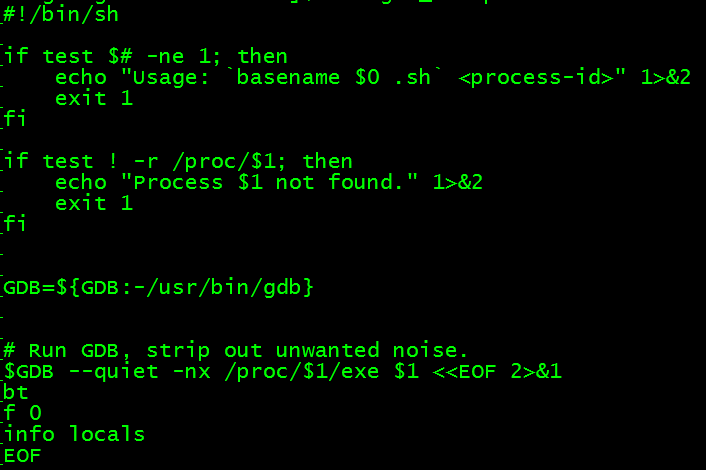 #!/bin/sh
if test $# -ne 1; then
echo "Usage: `basename $0 .sh` <process-id>" 1>&2
exit 1
fi
if test ! -r /proc/$1; then
echo "Process $1 not found." 1>&2
exit 1
fi
GDB=${GDB:-/usr/bin/gdb}
# Run GDB, strip out unwanted noise.
$GDB --quiet -nx /proc/$1/exe $1 <<EOF 2>&1
bt
f 0
info locals
EOF